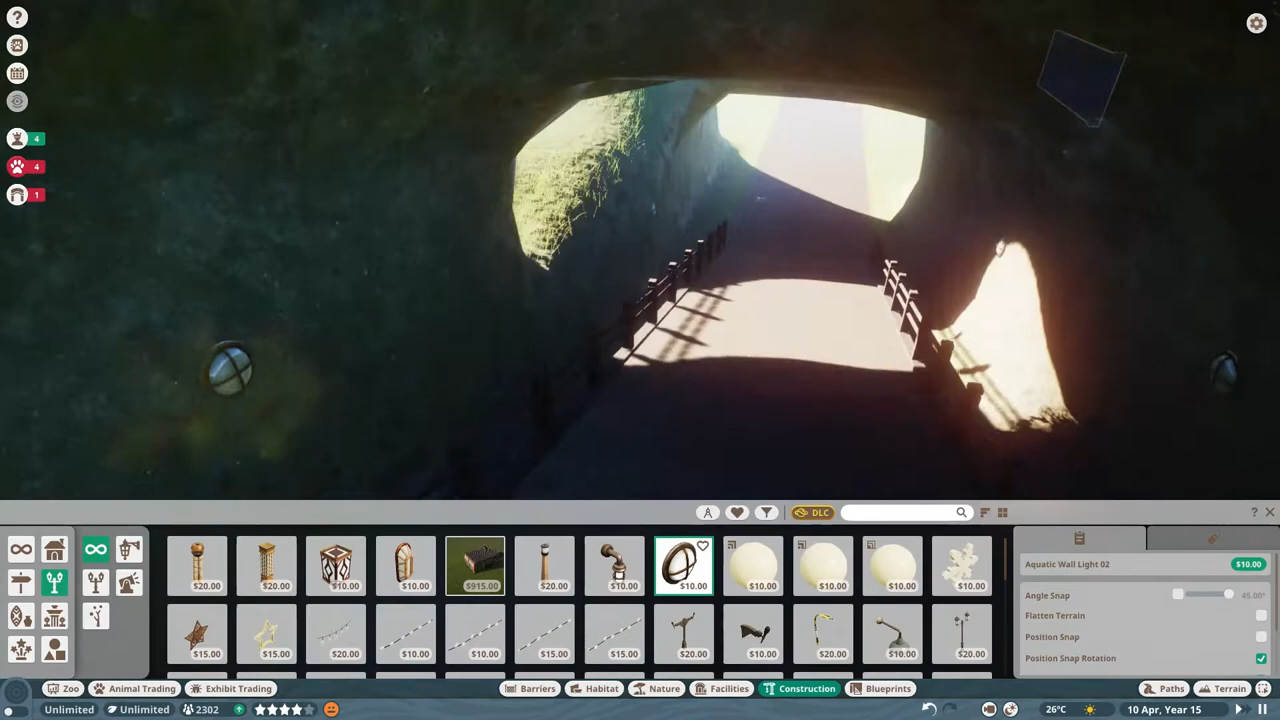 ?
4
4
1
DLC
? ×
$20.00 $20.00 $10.00 $10.00 $915.00 $20.00 $10.00 $10.00 $10.00 $10.00 $10.00 $10.00
$15.00 $15.00 $20.00 $10.00 $10.00 $15.00 $15.00 $20.00 $10.00 $20.00 $20.00 $20.00
Aquatic Wall Light 02 $10.00
Angle Snap 45.00°
Flatten Terrain
Position Snap
Position Snap Rotation
Zoo Animal Trading Exhibit Trading Barriers Habitat Nature Facilities Construction Blueprints Paths Terrain
Unlimited Unlimited 2302 26°C 10 Apr, Year 15